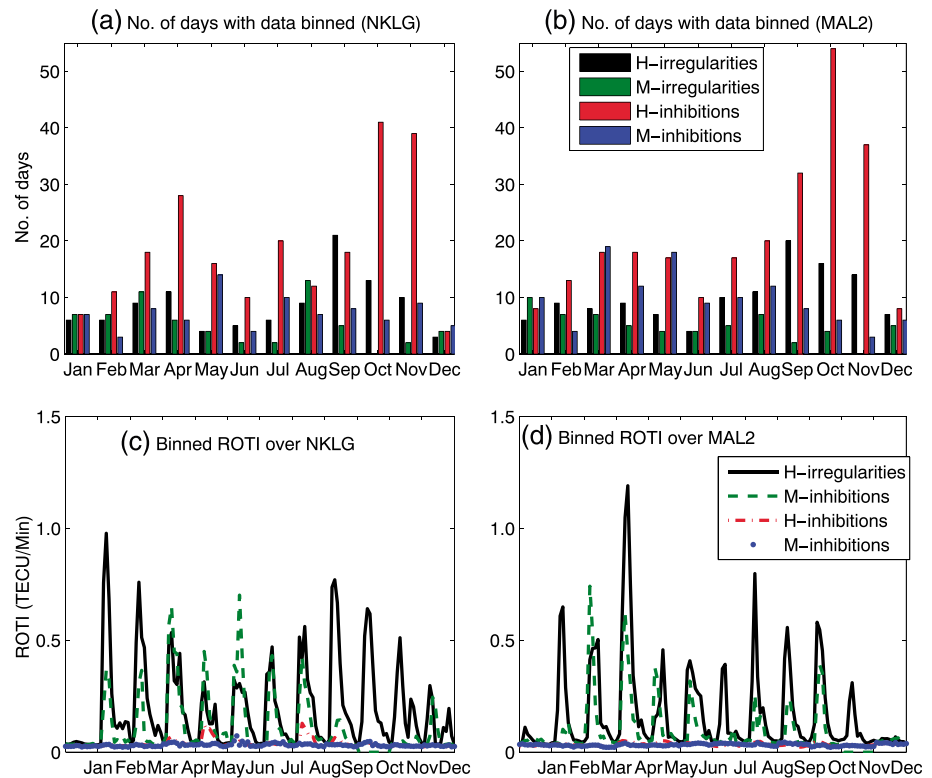 (a) No. of days with data binned (NKLG)
(b) No. of days with data binned (MAL2)
No. of days
50
40
30
20
10
0
Jan Feb Mar Apr May Jun Jul Aug Sep Oct Nov Dec
50
40
30
20
10
0
Jan Feb Mar Apr May Jun Jul Aug Sep Oct Nov Dec
H-irregularities
M-irregularities
H-inhibitions
M-inhibitions
(c) Binned ROTI over NKLG
(d) Binned ROTI over MAL2
ROTI (TECU/Min)
1.5
1.0
0.5
0
Jan Feb Mar Apr May Jun Jul Aug Sep Oct Nov Dec
1.5
1.0
0.5
0
Jan Feb Mar Apr May Jun Jul Aug Sep Oct Nov Dec
H-irregularities
M-inhibitions
H-inhibitions
M-inhibitions